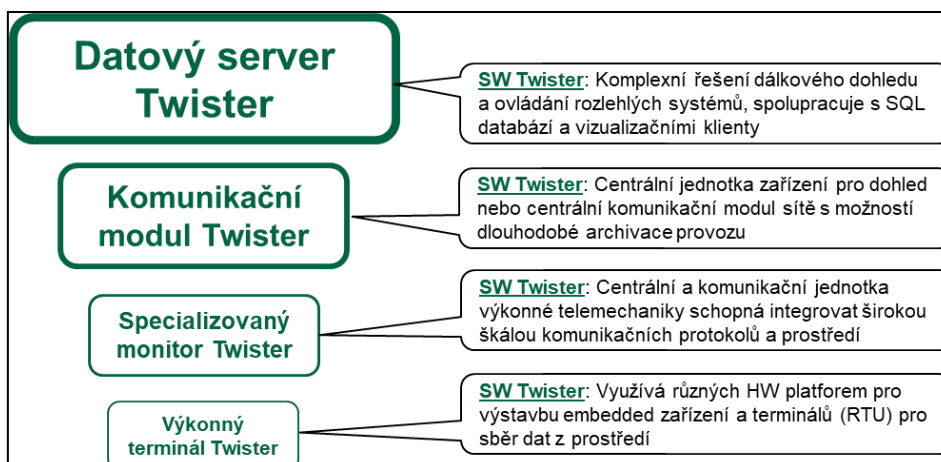 Datový server
Twister
SW Twister: Komplexní řešení dálkového dohledu
a ovládání rozlehlých systémů, spolupracuje s SQL
databází a vizualizačními klienty
Komunikační
modul Twister
SW Twister: Centrální jednotka zařízení pro dohled
nebo centrální komunikační modul sítě s možností
dlouhodobé archivace provozu
Specializovaný
monitor Twister
SW Twister: Centrální a komunikační jednotka
výkonné telemechaniky schopná integrovat širokou
škálou komunikačních protokolů a prostředí
Výkonný
terminál Twister
SW Twister: Využívá různých HW platforem pro
výstavbu embedded zařízení a terminálů (RTU) pro
sběr dat z prostředí